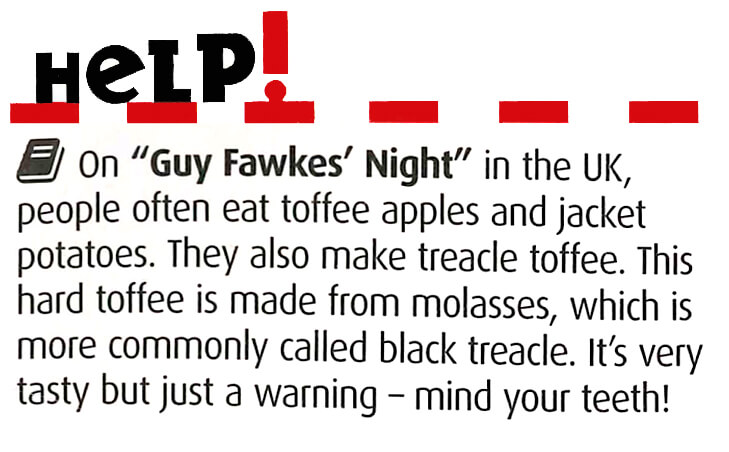 HeLP!
On “Guy Fawkes’ Night” in the UK,
people often eat toffee apples and jacket
potatoes. They also make treacle toffee. This
hard toffee is made from molasses, which is
more commonly called black treacle. It’s very
tasty but just a warning – mind your teeth!